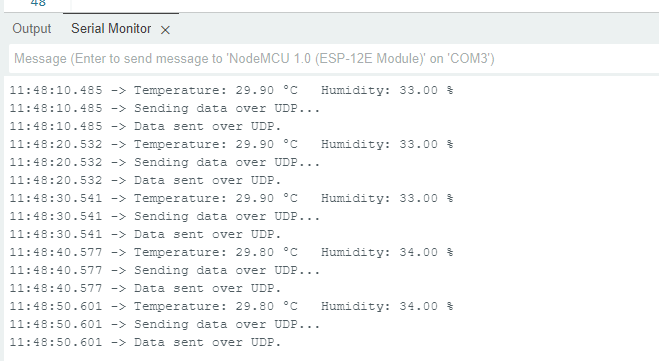 48
Output Serial Monitor ×
Message (Enter to send message to 'NodeMCU 1.0 (ESP-12E Module)' on 'COM3')
11:48:10.485 -> Temperature: 29.90 °C   Humidity: 33.00 %
11:48:10.485 -> Sending data over UDP...
11:48:10.485 -> Data sent over UDP.
11:48:20.532 -> Temperature: 29.90 °C   Humidity: 33.00 %
11:48:20.532 -> Sending data over UDP...
11:48:20.532 -> Data sent over UDP.
11:48:30.541 -> Temperature: 29.90 °C   Humidity: 33.00 %
11:48:30.541 -> Sending data over UDP...
11:48:30.541 -> Data sent over UDP.
11:48:40.577 -> Temperature: 29.80 °C   Humidity: 34.00 %
11:48:40.577 -> Sending data over UDP...
11:48:40.577 -> Data sent over UDP.
11:48:50.601 -> Temperature: 29.80 °C   Humidity: 34.00 %
11:48:50.601 -> Sending data over UDP...
11:48:50.601 -> Data sent over UDP.